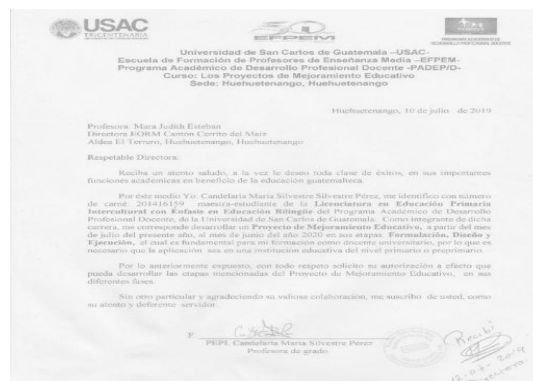 USAC
TRICENTENARIA
EFPEM
Universidad de San Carlos de Guatemala –USAC-
Escuela de Formación de Profesores de Enseñanza Media –EFPEM-
Programa Académico de Desarrollo Profesional Docente -PADEP/D-
Curso: Los Proyectos de Mejoramiento Educativo
Sede: Huehuetenango, Huehuetenango
Huehuetenango, 10 de julio de 2019
Profesora Mara Judith Esteban
Directora EORM Cantón Cerrito del Maíz
Aldea El Terrero, Huehuetenango, Huehuetenango
Respetable Directora:
Reciba un atento saludo, a la vez le deseo toda clase de éxitos, en sus importantes
funciones académicas en beneficio de la educación guatemalteca.
Por éste medio Yo: Candelaria María Silvestre Silvestre Pérez, me identifico con número
de carné: 201416159 maestra-estudiante de la Licenciatura en Educación Primaria
Intercultural con Énfasis en Educación Bilingüe del Programa Académico de Desarrollo
Profesional Docente, de la Universidad de San Carlos de Guatemala. Como integrante de dicha
carrera, me corresponde desarrollar un Proyecto de Mejoramiento Educativo, a partir del mes
de julio del presente año, al mes de junio del año 2020 en sus etapas: Formulación, Diseño y
Ejecución, el cual es fundamental para mi formación como docente universitario, por lo que es
necesario que la aplicación sea en una institución educativa del nivel primario o preprimario.
Por lo anteriormente expuesto, con todo respeto solicito su autorización a efecto que
pueda desarrollar las etapas mencionadas del Proyecto de Mejoramiento Educativo, en sus
diferentes fases.
Sin otro particular y agradeciendo su valiosa colaboración, me suscribo de usted, como
su atento y deferente servidor.
F.
PEPI. Candelaria María Silvestre Pérez
Profesora de grado
Recibí
12-07-2019